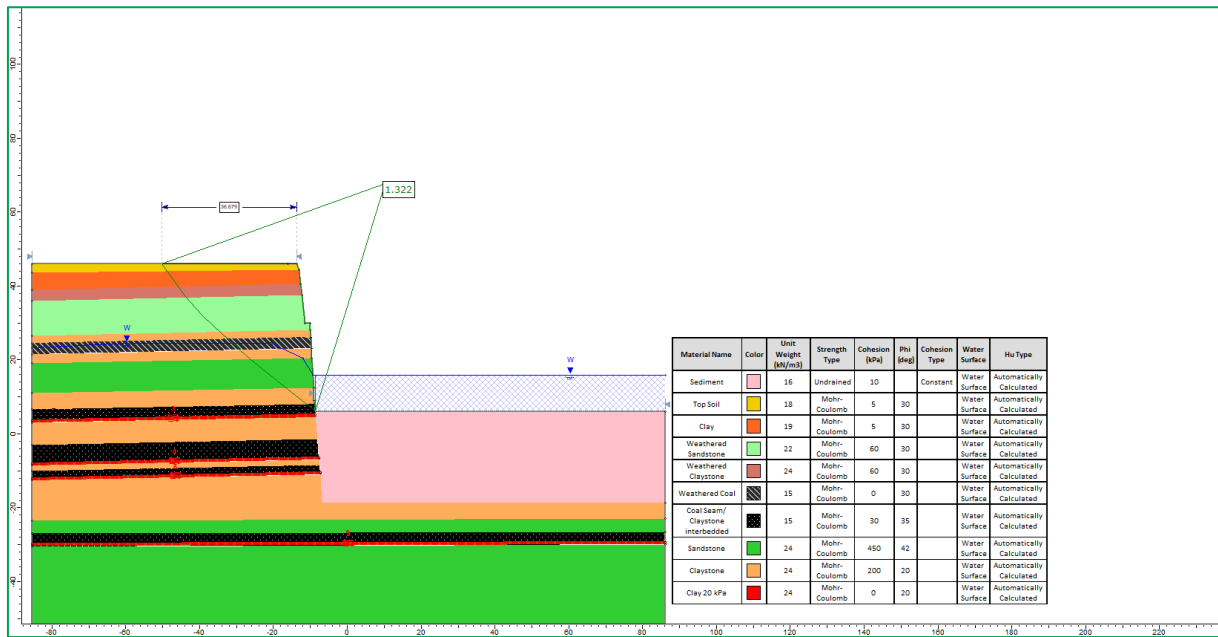 100
80
60
40
20
0
-20
-40
1.322
36.679
W
W
Material Name Color Unit Weight (kN/m3) Strength Type Cohesion (kPa) Phi (deg) Cohesion Type Water Surface Hu Type
Sediment 16 Undrained 10 Constant Water Surface Automatically Calculated
Top Soil 18 Mohr-Coulomb 5 30 Water Surface Automatically Calculated
Clay 19 Mohr-Coulomb 5 30 Water Surface Automatically Calculated
Weathered Sandstone 22 Mohr-Coulomb 60 30 Water Surface Automatically Calculated
Weathered Claystone 24 Mohr-Coulomb 60 30 Water Surface Automatically Calculated
Weathered Coal 15 Mohr-Coulomb 0 30 Water Surface Automatically Calculated
Coal Seam/ Claystone interbedded 15 Mohr-Coulomb 30 35 Water Surface Automatically Calculated
Sandstone 24 Mohr-Coulomb 450 42 Water Surface Automatically Calculated
Claystone 24 Mohr-Coulomb 200 20 Water Surface Automatically Calculated
Clay 20 kPa 24 Mohr-Coulomb 0 20 Water Surface Automatically Calculated
-80 -60 -40 -20 0 20 40 60 80 100 120 140 160 180 200 220